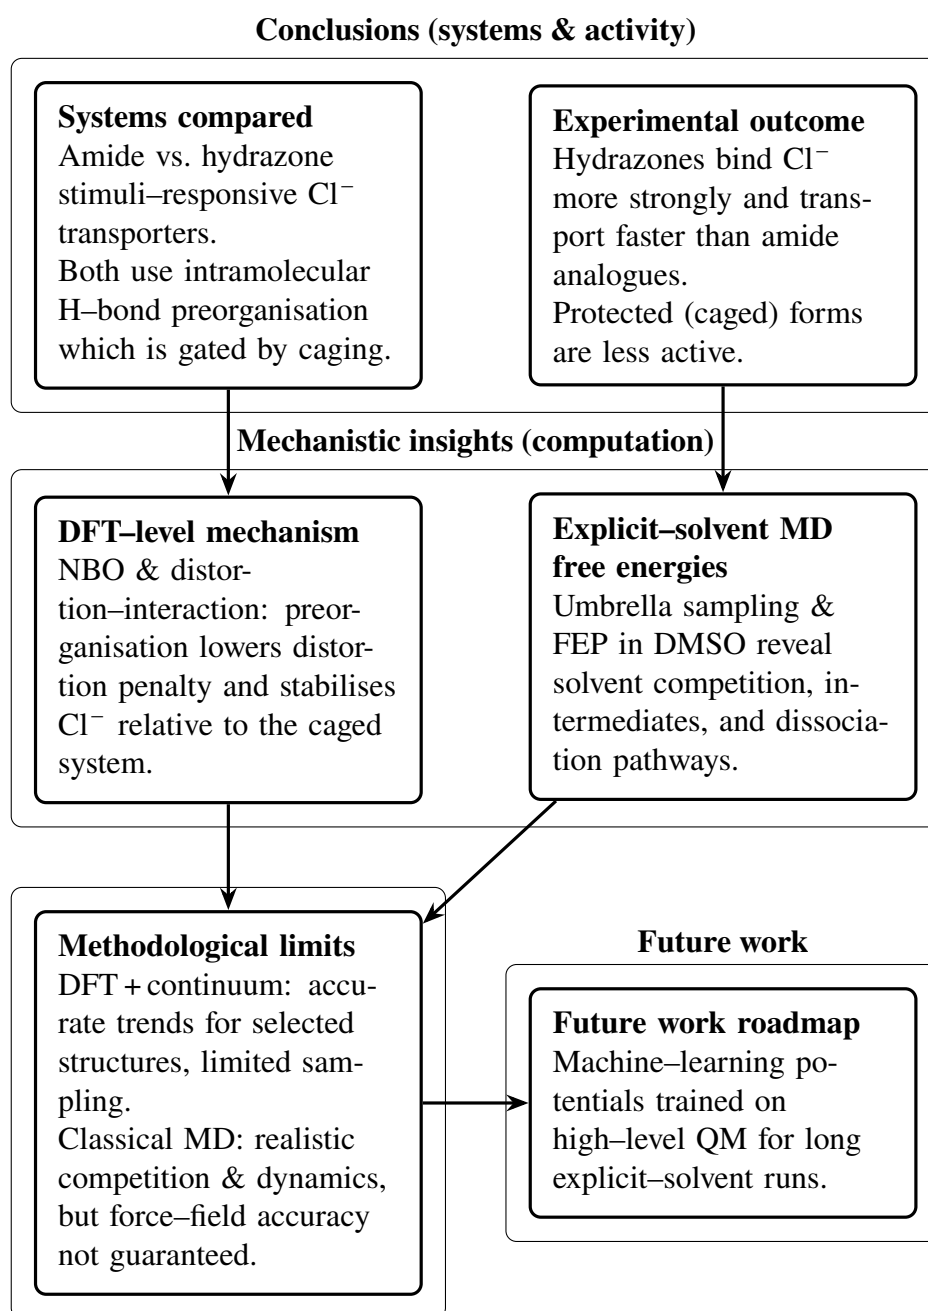 Conclusions (systems & activity)
Systems compared
Amide vs. hydrazone
stimuli–responsive Cl⁻
transporters.
Both use intramolecular
H–bond preorganisation
which is gated by caging.
Experimental outcome
Hydrazones bind Cl⁻
more strongly and trans-
port faster than amide
analogues.
Protected (caged) forms
are less active.
Mechanistic insights (computation)
DFT–level mechanism
NBO & distor-
tion–interaction: preor-
ganisation lowers distor-
tion penalty and stabilises
Cl⁻ relative to the caged
system.
Explicit–solvent MD
free energies
Umbrella sampling &
FEP in DMSO reveal
solvent competition, in-
termediates, and dissocia-
tion pathways.
Methodological limits
DFT + continuum: accu-
rate trends for selected
structures, limited sam-
pling.
Classical MD: realistic
competition & dynamics,
but force–field accuracy
not guaranteed.
Future work
Future work roadmap
Machine–learning po-
tentials trained on
high–level QM for long
explicit–solvent runs.